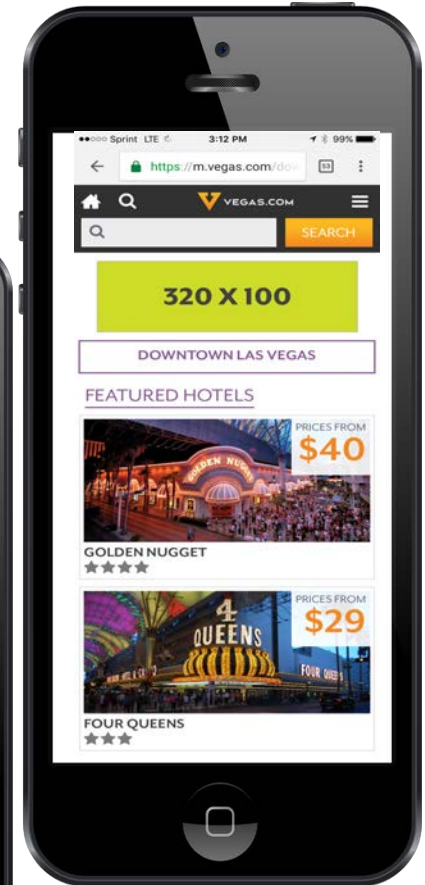 Sprint LTE 3:12 PM 99%
https://m.vegas.com/dow
53
VEGAS.COM
SEARCH
320 X 100
DOWNTOWN LAS VEGAS
FEATURED HOTELS
PRICES FROM
$40
GOLDEN NUGGET
GOLDEN NUGGET
PRICES FROM
$29
4
QUEENS
FOUR QUEENS
FOUR QUEENS